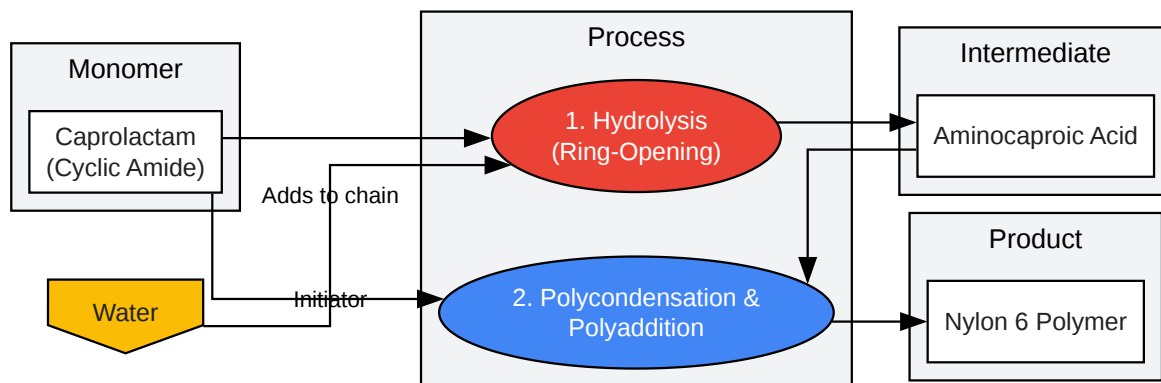 Monomer
Caprolactam
(Cyclic Amide)
Water
Adds to chain
Initiator
Process
1. Hydrolysis
(Ring-Opening)
2. Polycondensation &
Polyaddition
Intermediate
Aminocaproic Acid
Product
Nylon 6 Polymer